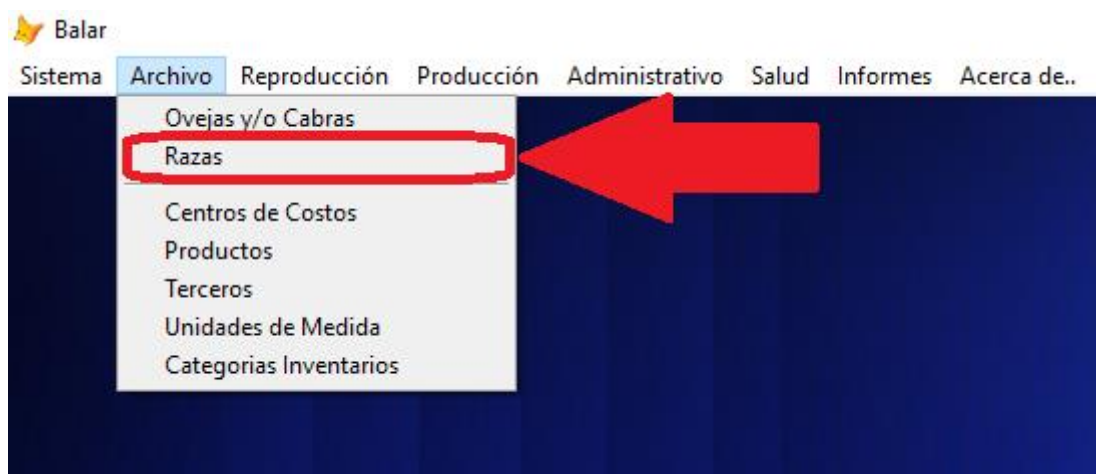 Balar
Sistema Archivo Reproducción Producción Administrativo Salud Informes Acerca de..
Ovejas y/o Cabras
Razas
Centros de Costos
Productos
Terceros
Unidades de Medida
Categorias Inventarios